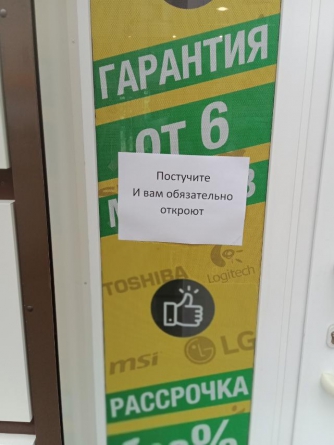 ГАРАНТИЯ
ОТ 6
Постучите
И вам обязательно
откроют
TOSHIBA
Logitech
msi
LG
РАССРОЧКА